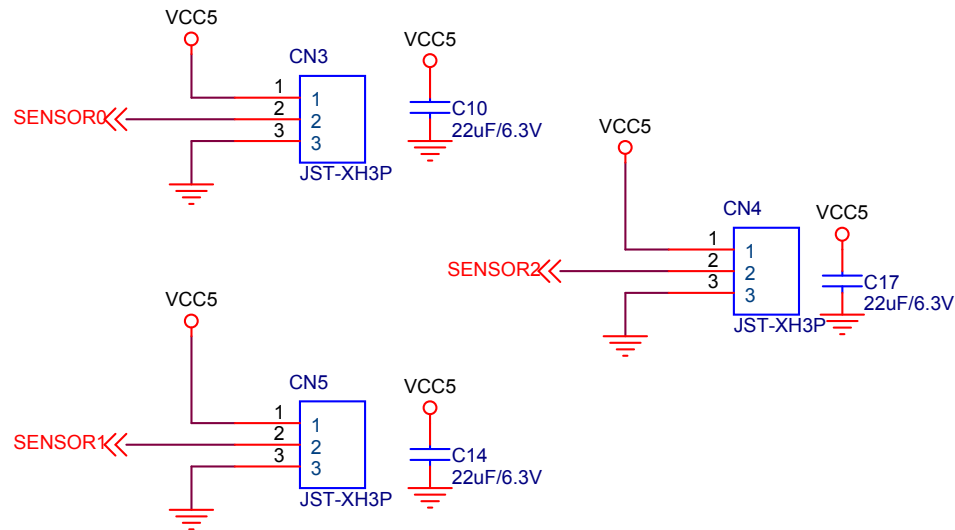 VCC5
CN3
VCC5
1 1
SENSOR0 2 2
3 3
C10
22uF/6.3V
JST-XH3P
VCC5
CN4
VCC5
1 1
SENSOR2 2 2
3 3
C17
22uF/6.3V
JST-XH3P
VCC5
CN5
VCC5
1 1
SENSOR1 2 2
3 3
C14
22uF/6.3V
JST-XH3P